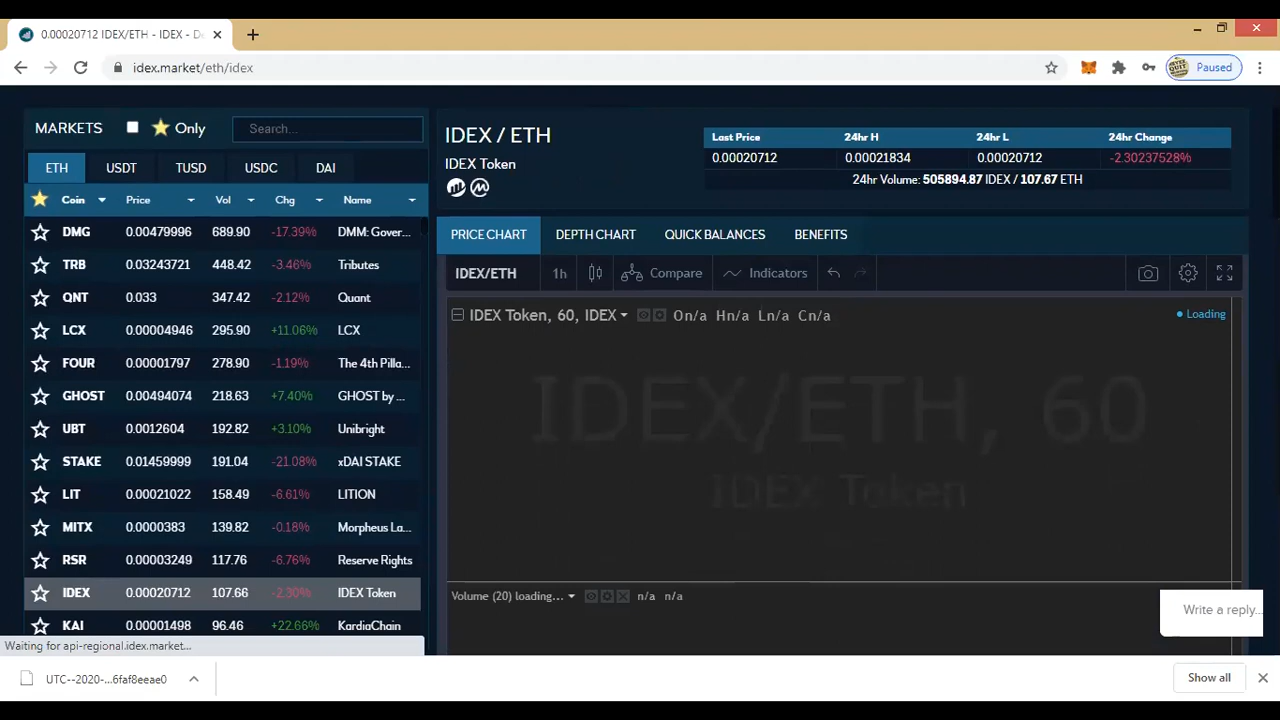 0.00020712 IDEX/ETH - IDEX - De
idex.market/eth/idex
Paused
MARKETS Only Search...
ETH USDT TUSD USDC DAI
Coin Price Vol Chg Name
DMG 0.00479996 689.90 -17.39% DMM: Gover...
TRB 0.03243721 448.42 -3.46% Tributes
QNT 0.033 347.42 -2.12% Quant
LCX 0.00004946 295.90 +11.06% LCX
FOUR 0.00001797 278.90 -1.19% The 4th Pilla...
GHOST 0.00494074 218.63 +7.40% GHOST by ...
UBT 0.0012604 192.82 +3.10% Unibright
STAKE 0.01459999 191.04 -21.08% xDAI STAKE
LIT 0.00021022 158.49 -6.61% LITION
MITX 0.0000383 139.82 -0.18% Morpheus La...
RSR 0.00003249 117.76 -6.76% Reserve Rights
IDEX 0.00020712 107.66 -2.30% IDEX Token
KAI 0.00001498 96.46 +22.66% KardiaChain
IDEX / ETH
IDEX Token
Last Price 24hr H 24hr L 24hr Change
0.00020712 0.00021834 0.00020712 -2.30237528%
24hr Volume: 505894.87 IDEX / 107.67 ETH
PRICE CHART DEPTH CHART QUICK BALANCES BENEFITS
IDEX/ETH 1h Compare Indicators
IDEX Token, 60, IDEX On/a Hn/a Ln/a Cn/a
Loading
IDEX/ETH, 60
IDEX Token
Volume (20) loading... n/a n/a
Write a reply...
Waiting for api-regional.idex.market...
UTC--2020-...6faf8eeae0
Show all